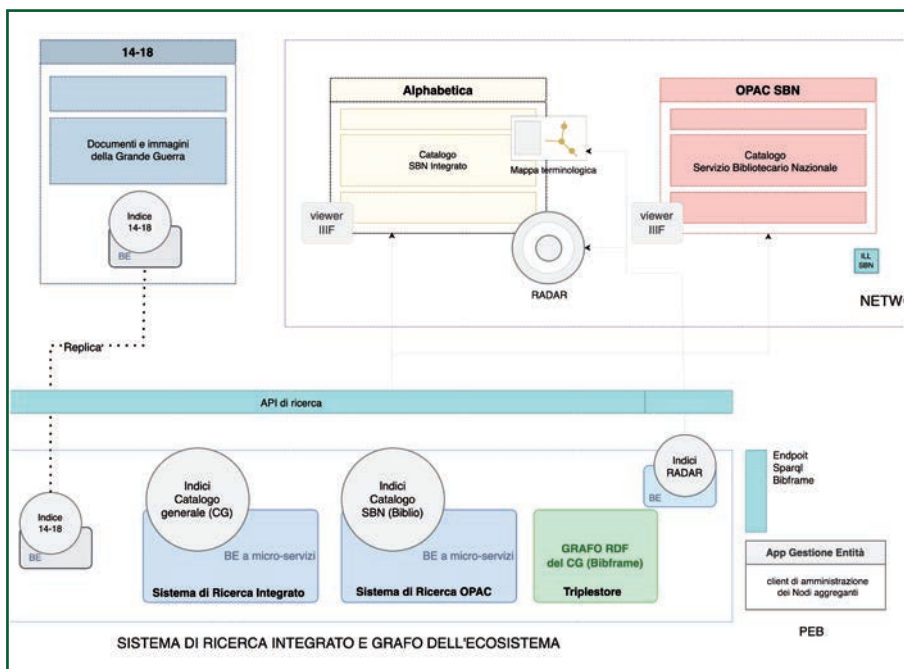 14-18
Documenti e immagini
della Grande Guerra
Indice
14-18
BE
Replica
Alphabetica
Catalogo
SBN Integrato
Mappa terminologica
viewer
IIIF
RADAR
OPAC SBN
Catalogo
Servizio Bibliotecario Nazionale
viewer
IIIF
ILL
SBN
NETW
API di ricerca
Indice
14-18
BE
Indici
Catalogo
generale (CG)
BE a micro-servizi
Sistema di Ricerca Integrato
Indici
Catalogo
SBN (Biblio)
BE a micro-servizi
Sistema di Ricerca OPAC
GRAFO RDF
del CG (Bibframe)
Triplestore
Indici
RADAR
BE
Endpoit
Sparql
Bibframe
App Gestione Entità
client di amministrazione
dei Nodi aggreganti
PEB
SISTEMA DI RICERCA INTEGRATO E GRAFO DELL'ECOSISTEMA